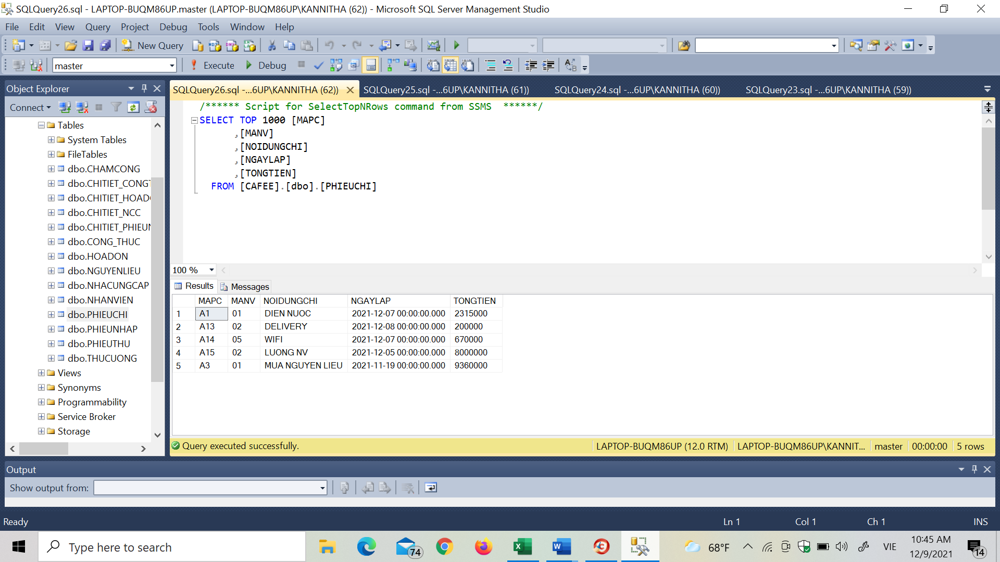 SQLQuery26.sql - LAPTOP-BUQM86UP.master (LAPTOP-BUQM86UP\KANNITHA (62)) - Microsoft SQL Server Management Studio
File Edit View Query Project Debug Tools Window Help
New Query
master Execute Debug
Object Explorer
SQLQuery26.sql -...6UP\KANNITHA (62)) SQLQuery25.sql -...6UP\KANNITHA (61)) SQLQuery24.sql -...6UP\KANNITHA (60)) SQLQuery23.sql -...6UP\KANNITHA (59))
Connect
Tables
System Tables
FileTables
dbo.CHAMCONG
dbo.CHITIET_CONGT
dbo.CHITIET_HOAD
dbo.CHITIET_NCC
dbo.CHITIET_PHIEUN
dbo.CONG_THUC
dbo.HOADON
dbo.NGUYENLIEU
dbo.NHACUNGCAP
dbo.NHANVIEN
dbo.PHIEUCHI
dbo.PHIEUNHAP
dbo.PHIEUTHU
dbo.THUCUONG
Views
Synonyms
Programmability
Service Broker
Storage
/****** Script for SelectTopNRows command from SSMS ******/
SELECT TOP 1000 [MAPC]
,[MANV]
,[NOIDUNGCHI]
,[NGAYLAP]
,[TONGTIEN]
FROM [CAFEE].[dbo].[PHIEUCHI]
100 %
Results Messages
MAPC MANV NOIDUNGCHI NGAYLAP TONGTIEN
1 A1 01 DIEN NUOC 2021-12-07 00:00:00.000 2315000
2 A13 02 DELIVERY 2021-12-08 00:00:00.000 200000
3 A14 05 WIFI 2021-12-07 00:00:00.000 670000
4 A15 02 LUONG NV 2021-12-05 00:00:00.000 8000000
5 A3 01 MUA NGUYEN LIEU 2021-11-19 00:00:00.000 9360000
Query executed successfully. LAPTOP-BUQM86UP (12.0 RTM) LAPTOP-BUQM86UP\KANNIT... master 00:00:00 5 rows
Output
Show output from:
Ready Ln 1 Col 1 Ch 1 INS
Type here to search 74 68°F VIE 10:45 AM 14
12/9/2021